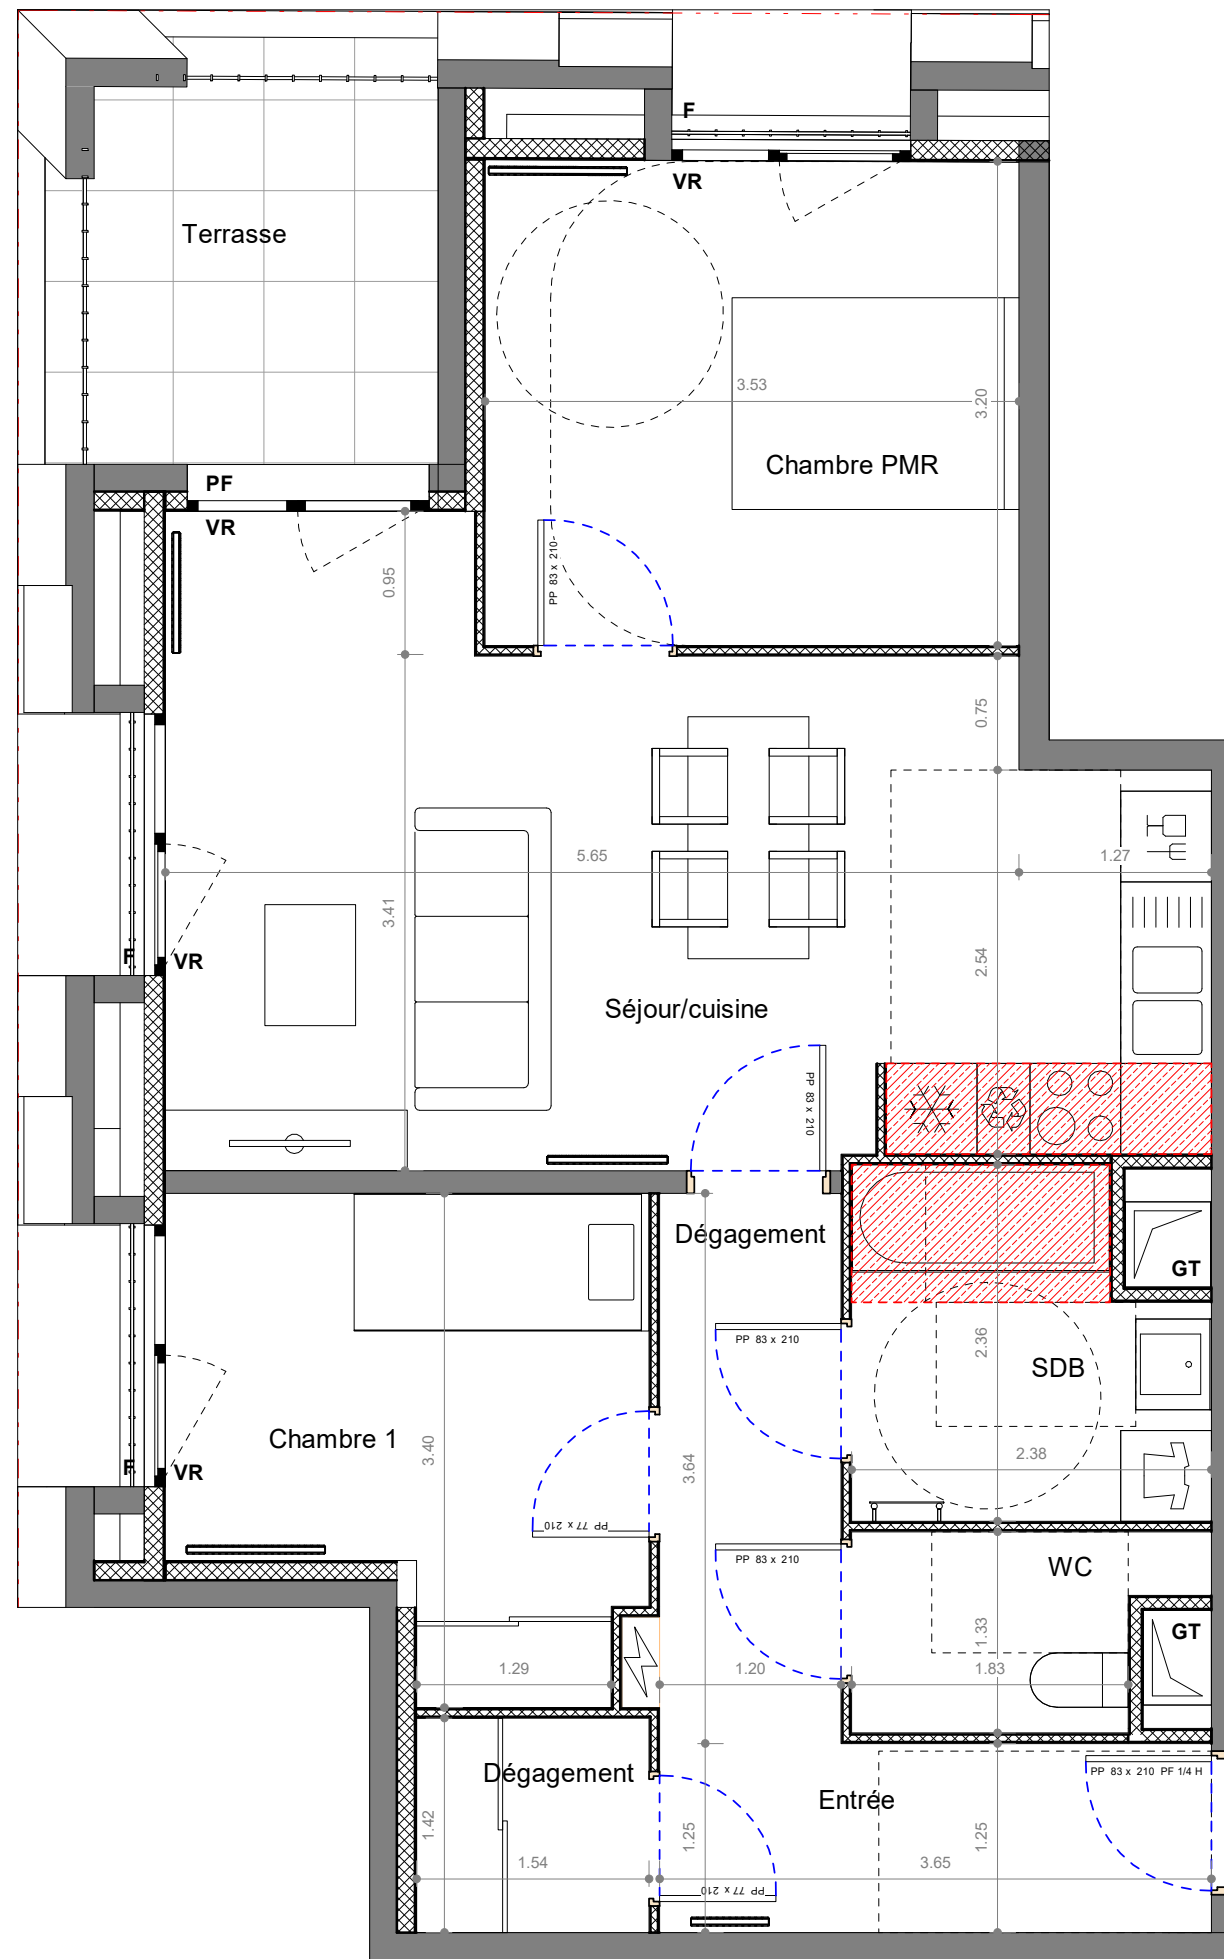 F
VR
Terrasse
3.53
3.20
Chambre PMR
PF
VR
PP 83 x 210
0.95
0.75
5.65
1.27
3.41
F
VR
2.54
Séjour/cuisine
PP 83 x 210
Dégagement
GT
PP 83 x 210
2.36
SDB
Chambre 1
3.40
3.64
2.38
F
VR
PP 77 x 210
PP 83 x 210
WC
1.33
GT
1.29
1.20
1.83
Dégagement
PP 83 x 210 PF 1/4 H
Entrée
1.42
1.25
1.25
1.54
3.65
PP 77 x 210